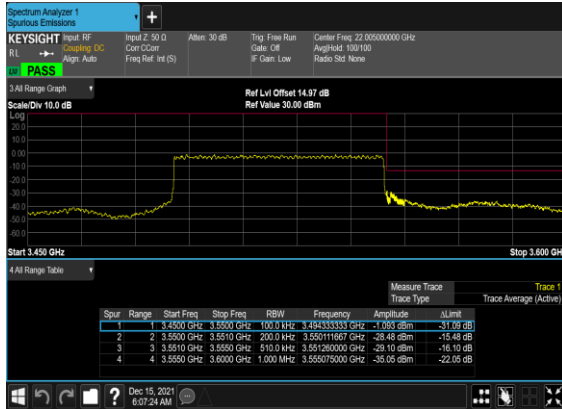 Spectrum Analyzer 1
Spurious Emissions
KEYSIGHT Input: RF Input Z: 50 Ω Atten: 30 dB Trig: Free Run Center Freq: 22.005000000 GHz
RL Coupling: DC Corr CCorr Gate: Off Avg|Hold: 100/100
Align: Auto Freq Ref: Int (S) IF Gain: Low Radio Std: None
PASS
3 All Range Graph Ref Lvl Offset 14.97 dB
Scale/Div 10.0 dB Ref Value 30.00 dBm
Log
20.0
10.0
0.00
-10.0
-20.0
-30.0
-40.0
-50.0
-60.0
Start 3.450 GHz Stop 3.600 GH
4 All Range Table
Measure Trace Trace 1
Trace Type Trace Average (Active)
Spur Range Start Freq Stop Freq RBW Frequency Amplitude ΔLimit
1 1 3.4500 GHz 3.5500 GHz 100.0 kHz 3.494333333 GHz -1.093 dBm -31.09 dB
2 2 3.5500 GHz 3.5510 GHz 200.0 kHz 3.550111667 GHz -28.48 dBm -15.48 dB
3 3 3.5510 GHz 3.5550 GHz 510.0 kHz 3.551260000 GHz -29.10 dBm -16.10 dB
4 4 3.5550 GHz 3.6000 GHz 1.000 MHz 3.555075000 GHz -35.05 dBm -22.05 dB
? Dec 15, 2021
6:07:24 AM